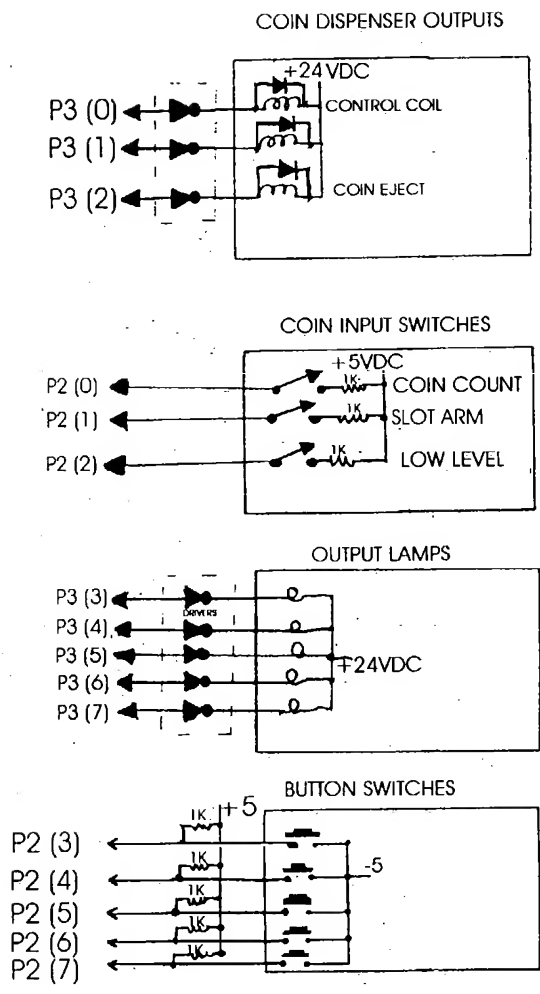 COIN DISPENSER OUTPUTS
+24VDC
P3 (0)
CONTROL COIL
P3 (1)
P3 (2)
COIN EJECT
COIN INPUT SWITCHES
+5VDC
P2 (0)
1K
COIN COUNT
P2 (1)
1K
SLOT ARM
P2 (2)
1K
LOW LEVEL
OUTPUT LAMPS
P3 (3)
DRIVERS
P3 (4)
P3 (5)
+24VDC
P3 (6)
P3 (7)
BUTTON SWITCHES
+5
1K
P2 (3)
1K
-5
P2 (4)
1K
P2 (5)
1K
P2 (6)
1K
P2 (7)